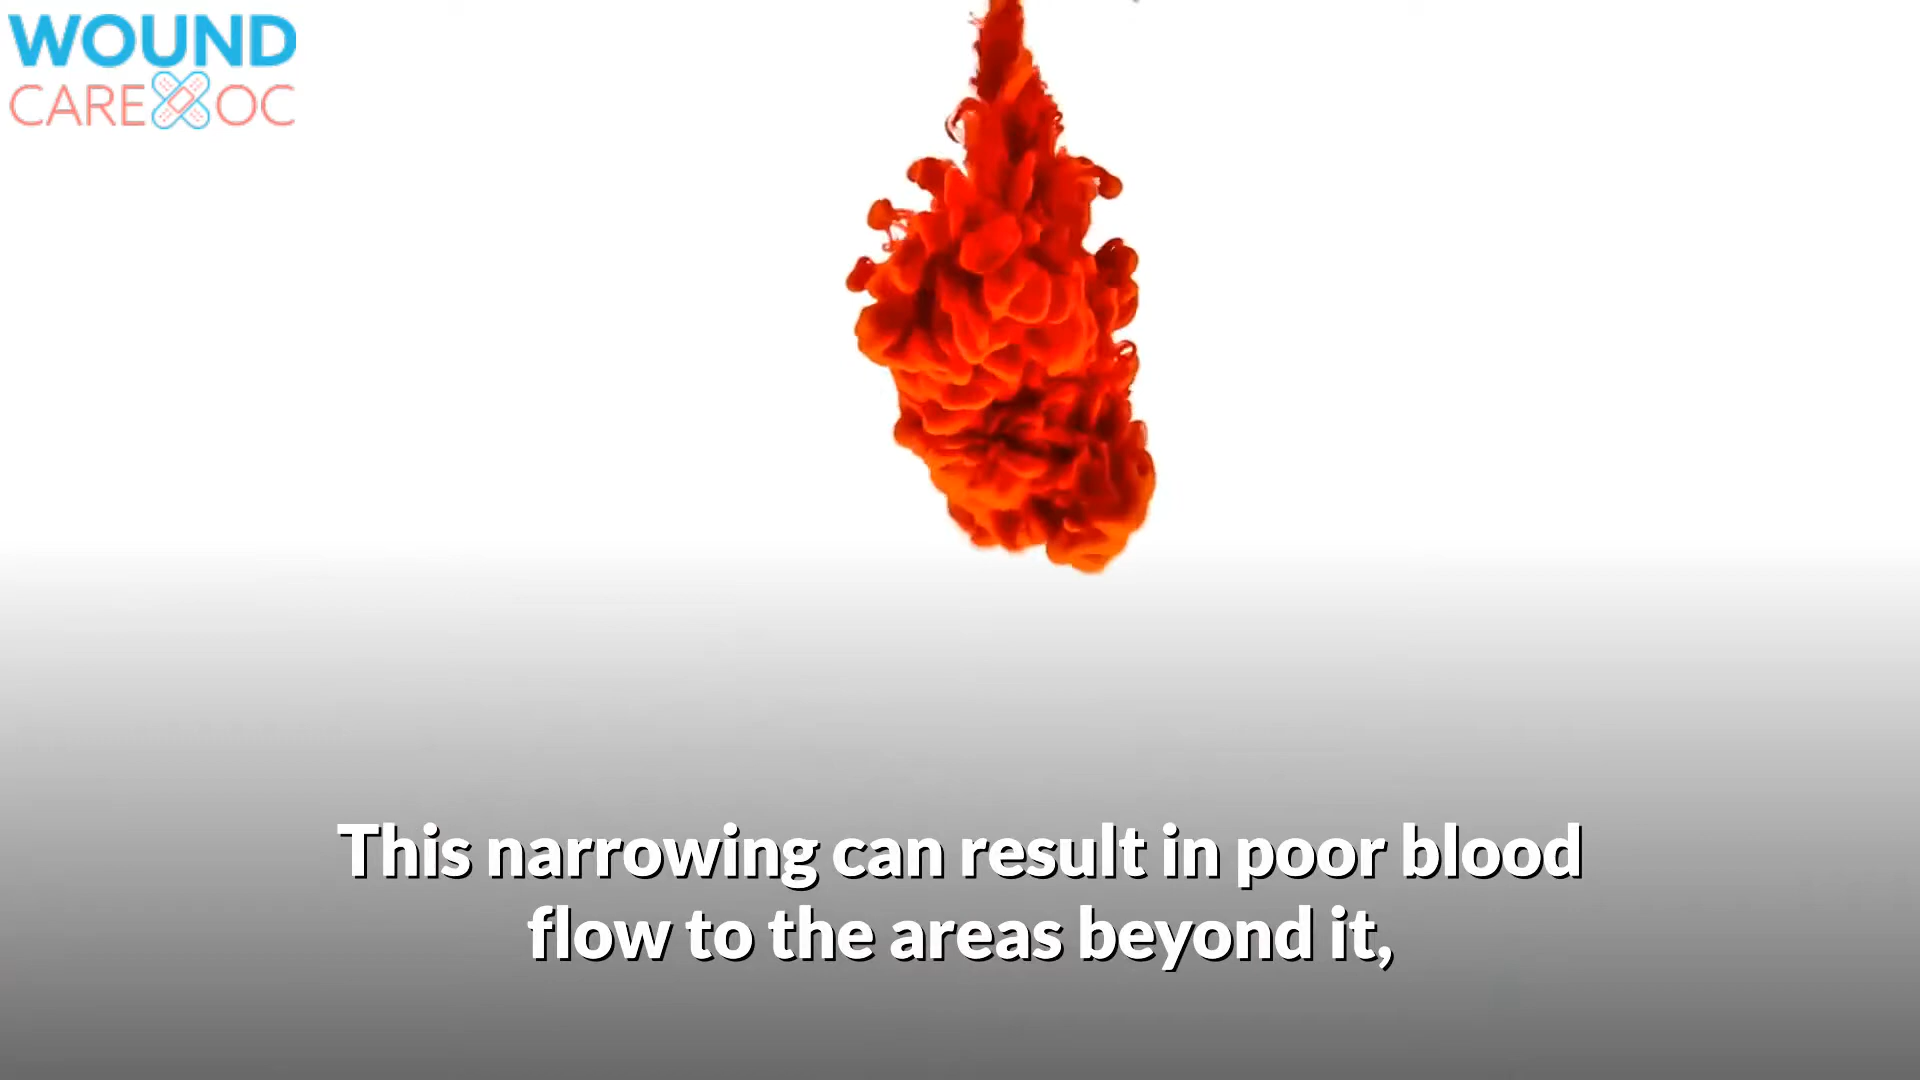 WOUND
CARE OC
This narrowing can result in poor blood
flow to the areas beyond it,